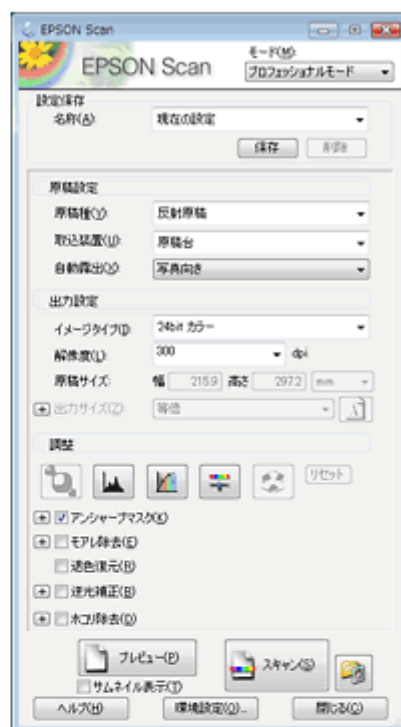 EPSON Scan
EPSON Scan
モード(M):
プロフェッショナルモード
設定保存
名称(A): 現在の設定
保存 削除
原稿設定
原稿種(Y): 反射原稿
取込装置(U): 原稿台
自動露出(X): 写真向き
出力設定
イメージタイプ(I): 24bit カラー
解像度(L): 300 dpi
原稿サイズ: 幅 215.9 高さ 297.2 mm
出力サイズ(Z): 等倍
調整
リセット
アンシャープマスク(K)
モアレ除去(E)
退色復元(R)
逆光補正(B)
ホコリ除去(D)
プレビュー(P) スキャン(S)
サムネイル表示(T)
ヘルプ(H) 環境設定(O)... 閉じる(C)